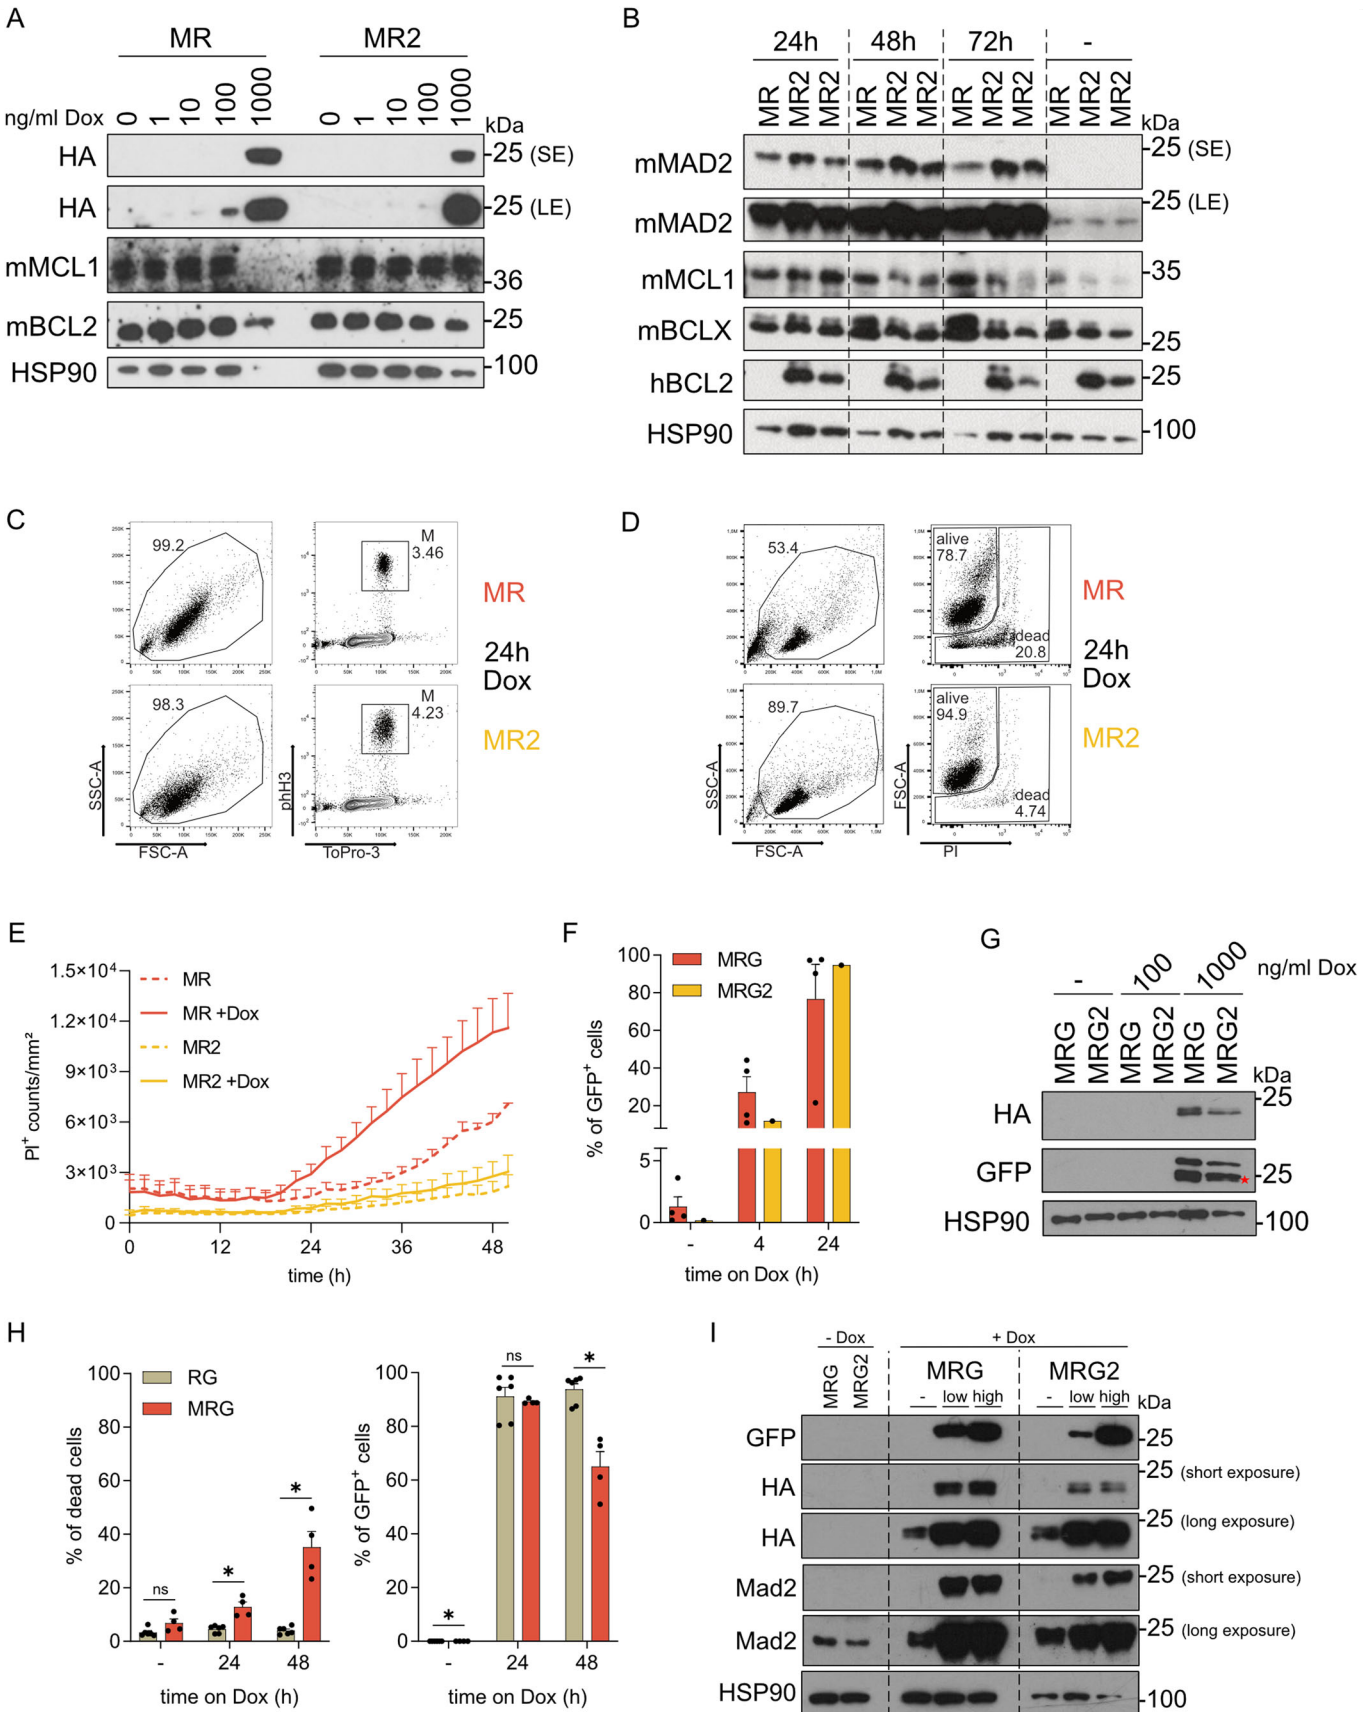 A
MR
MR2
ng/ml Dox
0
1
10
100
1000
0
1
10
100
1000
kDa
HA
25 (SE)
HA
25 (LE)
mMCL1
36
mBCL2
25
HSP90
100
B
24h
48h
72h
-
MR
MR2
MR2
MR
MR2
MR2
MR
MR2
MR2
MR
MR2
MR2
kDa
mMAD2
25 (SE)
mMAD2
25 (LE)
mMCL1
35
mBCLX
25
hBCL2
25
HSP90
100
C
99.2
M
3.46
MR
24h
Dox
98.3
M
4.23
MR2
SSC-A
FSC-A
phH3
ToPro-3
D
53.4
alive
78.7
dead
20.8
MR
24h
Dox
89.7
alive
94.9
dead
4.74
MR2
SSC-A
FSC-A
FSC-A
PI
E
PI⁺ counts/mm²
1.5×10⁴
1.2×10⁴
9×10³
6×10³
3×10³
0
MR
MR +Dox
MR2
MR2 +Dox
0
12
24
36
48
time (h)
F
% of GFP⁺ cells
100
80
60
40
20
5
0
MRG
MRG2
-
4
24
time on Dox (h)
G
-
100
1000
ng/ml Dox
MRG
MRG2
MRG
MRG2
MRG
MRG2
kDa
HA
25
GFP
25
HSP90
100
H
% of dead cells
100
80
60
40
20
0
RG
MRG
ns
*
*
-
24
48
time on Dox (h)
% of GFP⁺ cells
100
80
60
40
20
0
*
ns
*
-
24
48
time on Dox (h)
I
- Dox
+ Dox
MRG
MRG2
MRG
MRG2
-
low
high
-
low
high
kDa
GFP
25
HA
25 (short exposure)
HA
25 (long exposure)
Mad2
25 (short exposure)
Mad2
25 (long exposure)
HSP90
100